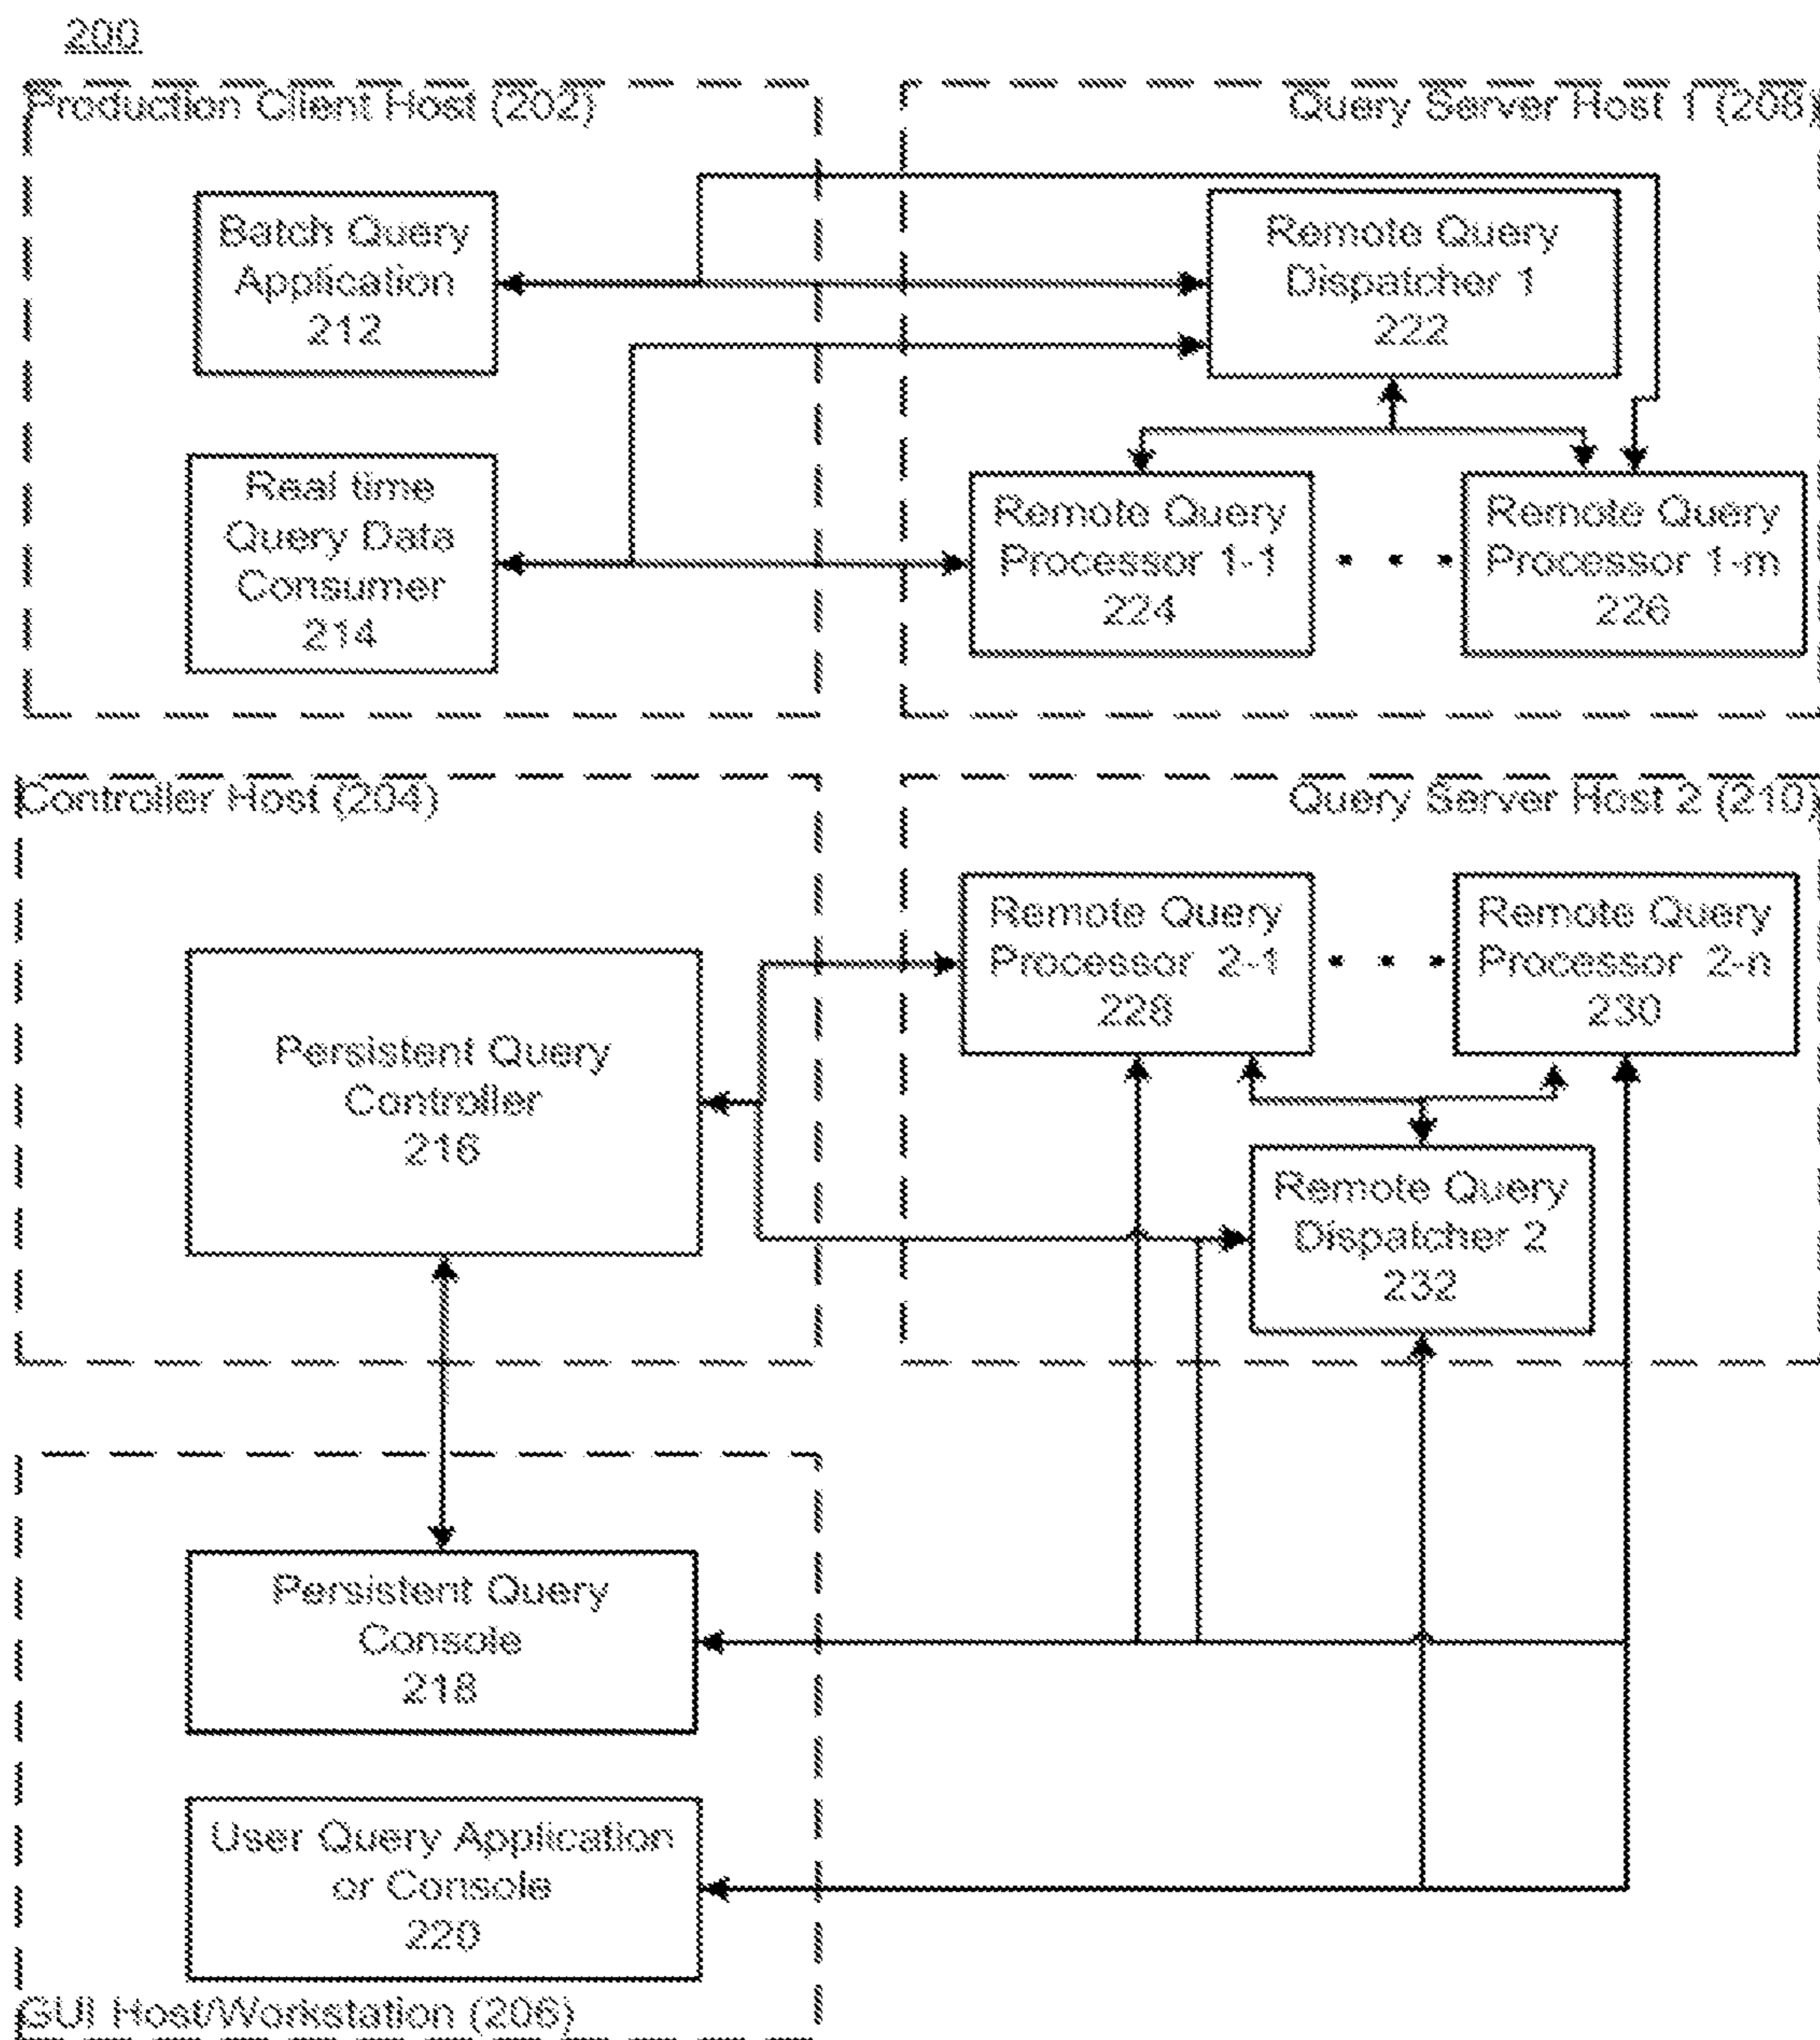 200
Production Client Host (202)
Query Server Host 1 (208)
Batch Query
Application
212
Remote Query
Dispatcher 1
222
Real time
Query Data
Consumer
214
Remote Query
Processor 1-1
224
Remote Query
Processor 1-m
226
Controller Host (204)
Query Server Host 2 (210)
Remote Query
Processor 2-1
228
Remote Query
Processor 2-n
230
Persistent Query
Controller
216
Remote Query
Dispatcher 2
232
Persistent Query
Console
218
User Query Application
or Console
220
GUI Host/Workstation (206)